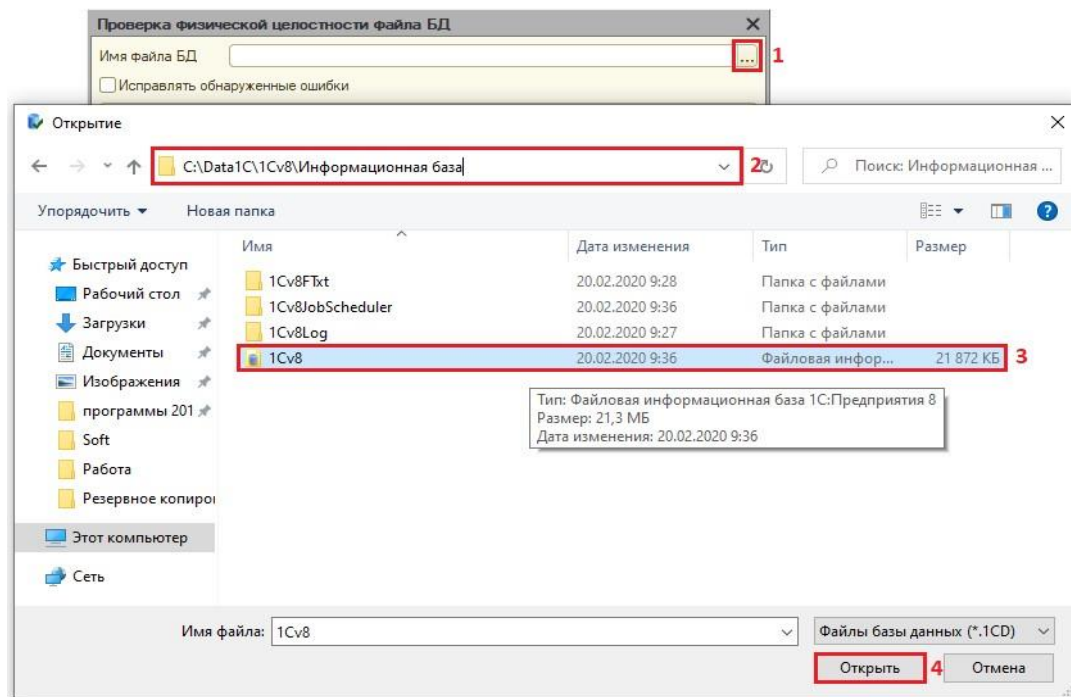 Проверка физической целостности файла БД
Имя файла БД ... 1
Исправлять обнаруженные ошибки
Открытие
C:\Data1C\1Cv8\Информационная база 2 Поиск: Информационная ...
Упорядочить Новая папка
Имя Дата изменения Тип Размер
Быстрый доступ
Рабочий стол
Загрузки
Документы
Изображения
программы 201
Soft
Работа
Резервное копиро
Этот компьютер
Сеть
1Cv8FTxt 20.02.2020 9:28 Папка с файлами
1Cv8JobScheduler 20.02.2020 9:36 Папка с файлами
1Cv8Log 20.02.2020 9:27 Папка с файлами
1Cv8 20.02.2020 9:36 Файловая инфор... 21 872 КБ 3
Тип: Файловая информационная база 1С:Предприятия 8
Размер: 21,3 МБ
Дата изменения: 20.02.2020 9:36
Имя файла: 1Cv8 Файлы базы данных (*.1CD)
Открыть 4 Отмена